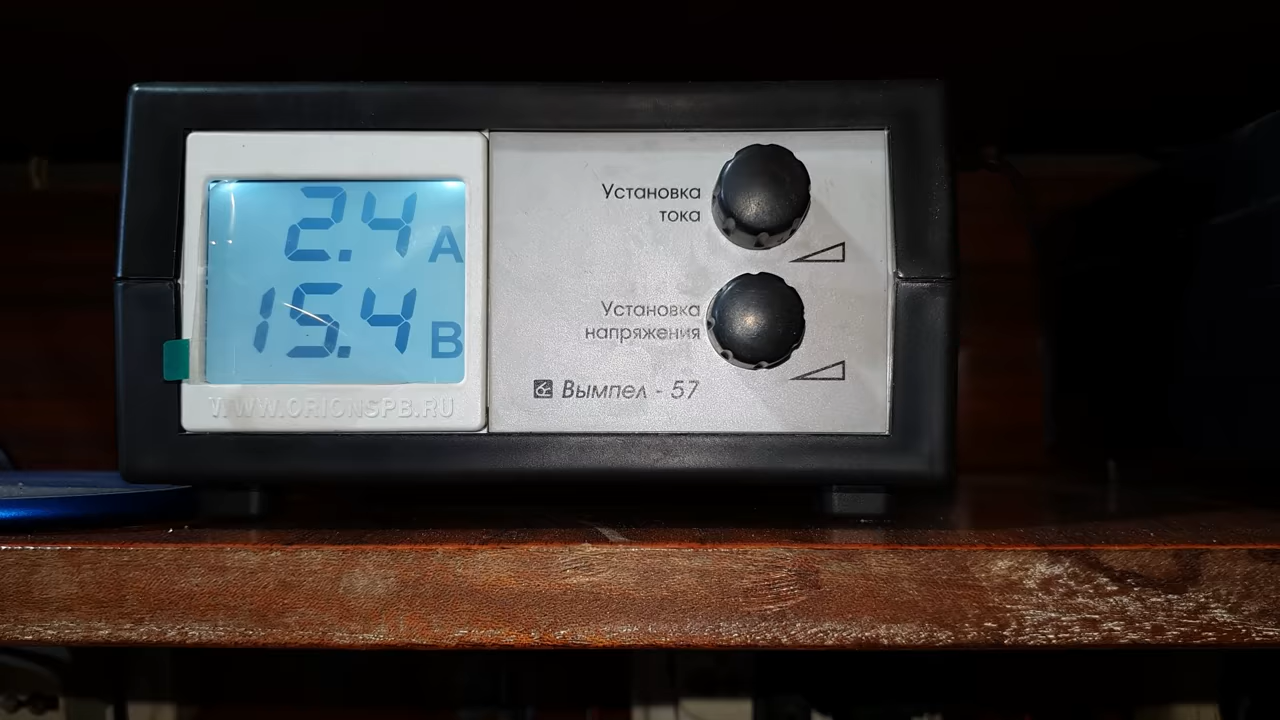 2.4 А
15.4 В
WWW.ORIONSPB.RU
Установка
тока
Установка
напряжения
Вымпел - 57